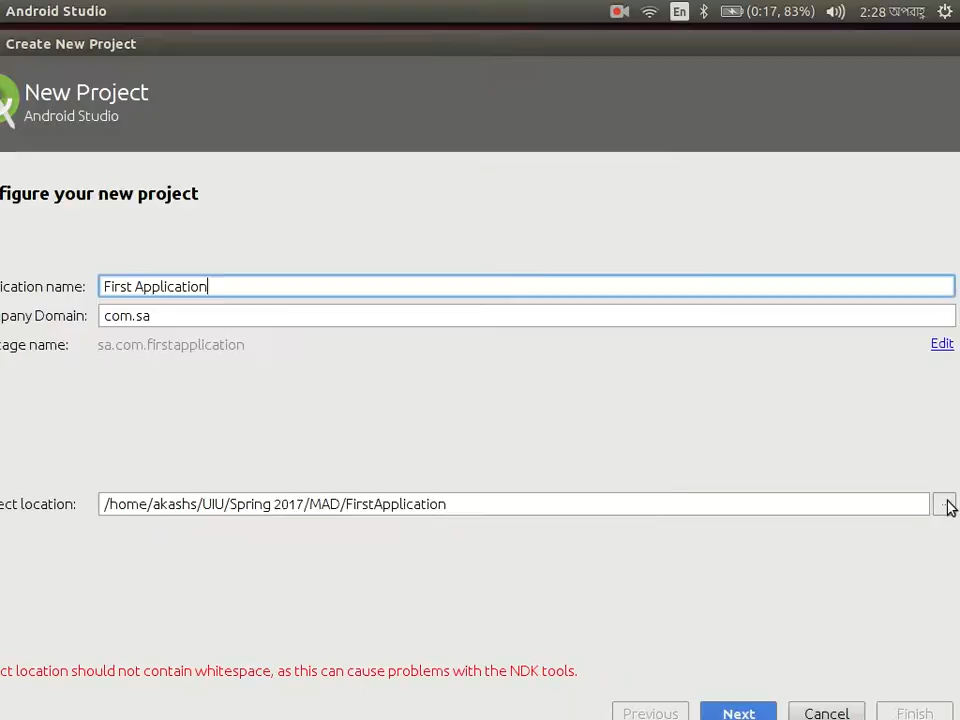 Android Studio En (0:17, 83%) 2:28 অপরাহ্ণ
Create New Project
New Project
Android Studio
figure your new project
ication name: First Application
pany Domain: com.sa
age name: sa.com.firstapplication Edit
ect location: /home/akashs/UIU/Spring 2017/MAD/FirstApplication
ct location should not contain whitespace, as this can cause problems with the NDK tools.
Previous Next Cancel Finish